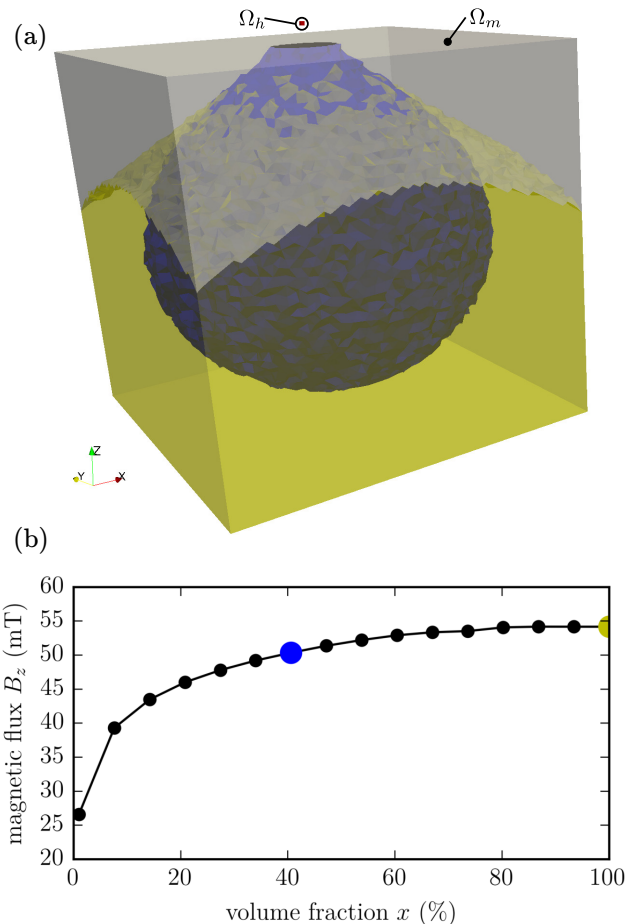 (a)
Ω_h
Ω_m
Z
Y
X
(b)
magnetic flux B_z (mT)
60
55
50
45
40
35
30
25
20
0 20 40 60 80 100
volume fraction x (%)